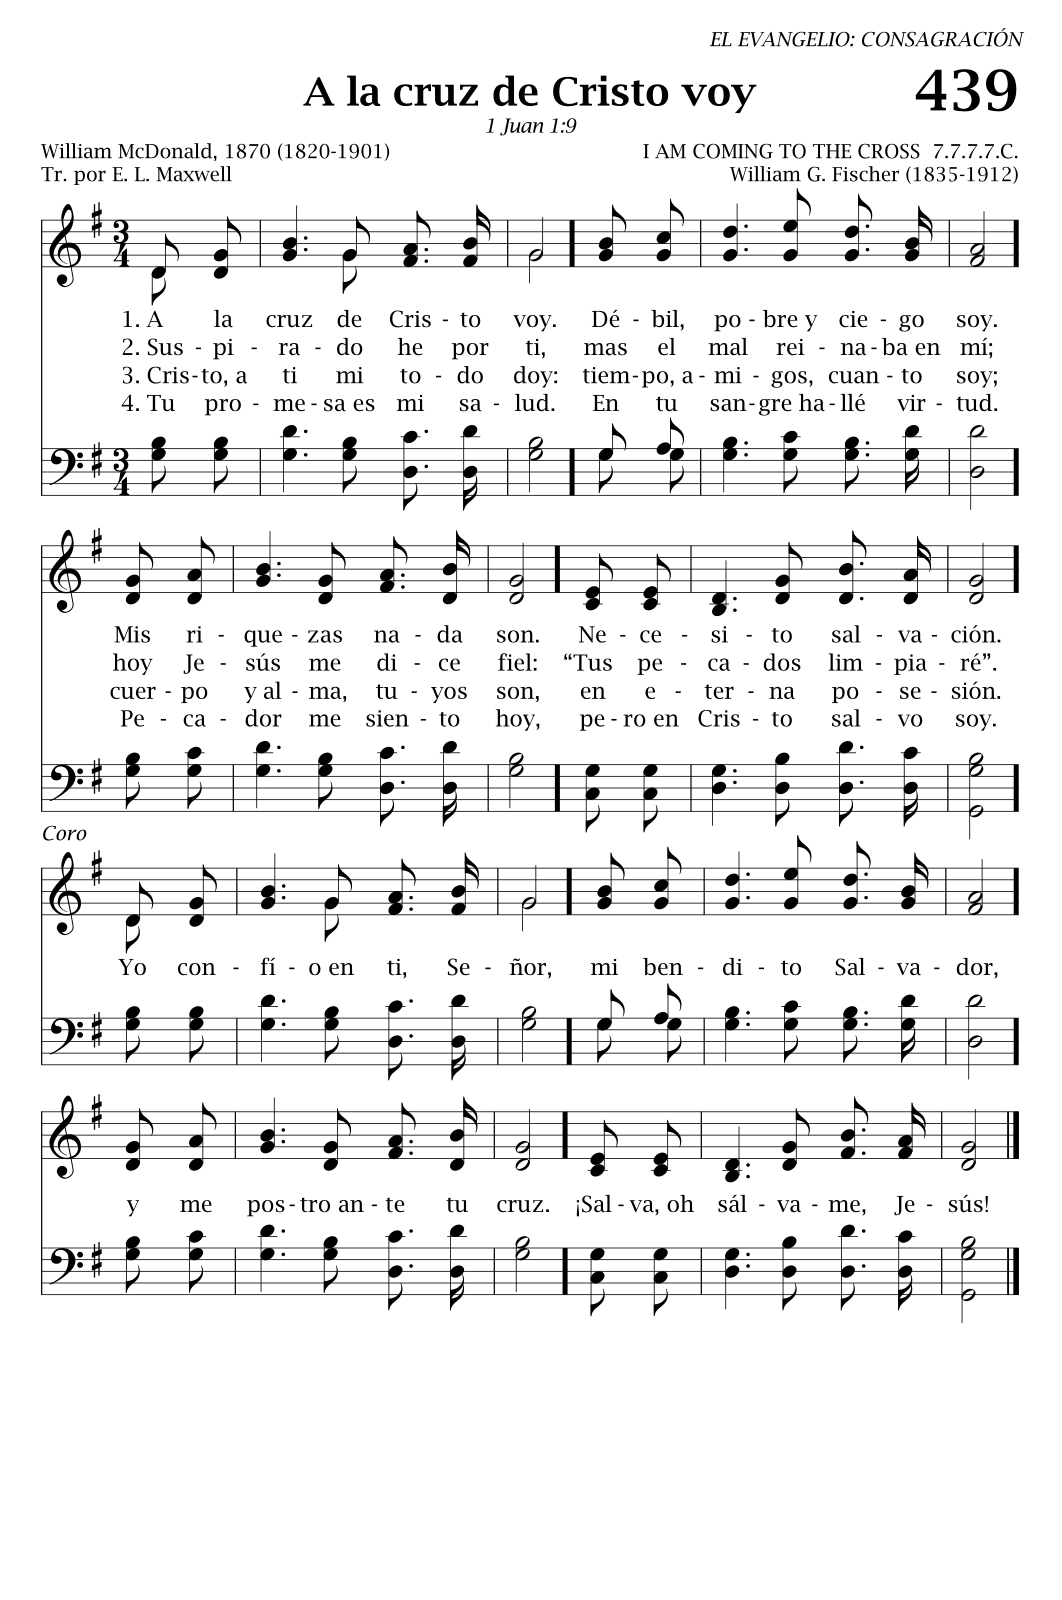 EL EVANGELIO: CONSAGRACIÓN
A la cruz de Cristo voy
439
1 Juan 1:9
William McDonald, 1870 (1820-1901)
I AM COMING TO THE CROSS 7.7.7.7.C.
Tr. por E. L. Maxwell
William G. Fischer (1835-1912)
3
4
1. A la cruz de Cris - to voy. Dé - bil, po - bre y cie - go soy.
2. Sus - pi - ra - do he por ti, mas el mal rei - na - ba en mí;
3. Cris - to, a ti mi to - do doy: tiem - po, a - mi - gos, cuan - to soy;
4. Tu pro - me - sa es mi sa - lud. En tu san - gre ha - llé vir - tud.
3
4
Mis ri - que - zas na - da son. Ne - ce - si - to sal - va - ción.
hoy Je - sús me di - ce fiel: “Tus pe - ca - dos lim - pia - ré”.
cuer - po y al - ma, tu - yos son, en e - ter - na po - se - sión.
Pe - ca - dor me sien - to hoy, pe - ro en Cris - to sal - vo soy.
Coro
Yo con - fí - o en ti, Se - ñor, mi ben - di - to Sal - va - dor,
y me pos - tro an - te tu cruz. ¡Sal - va, oh sál - va - me, Je - sús!